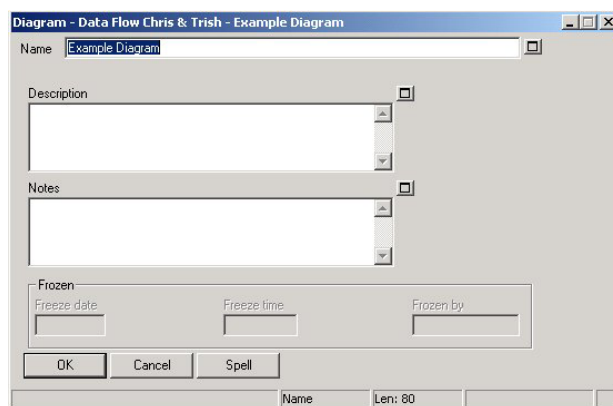 Diagram - Data Flow Chris & Trish - Example Diagram
Name Example Diagram
Description
Notes
Frozen
Freeze date Freeze time Frozen by
OK Cancel Spell
Name Len: 80